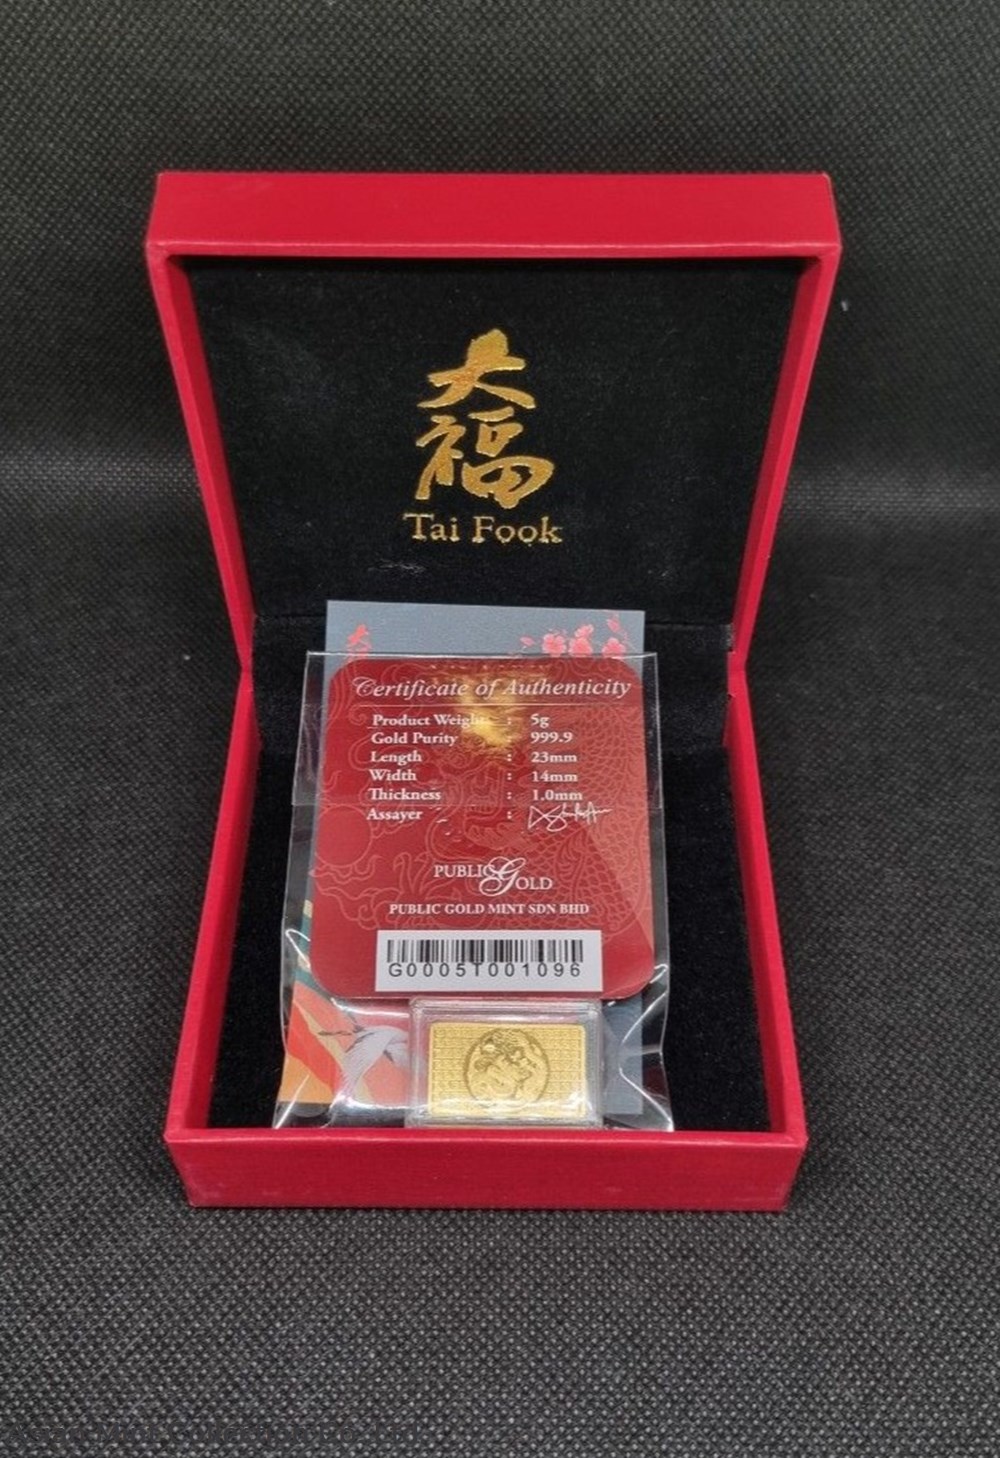 大
福
Tai Fook
大
Certificate of Authenticity
Product Weight : 5g
Gold Purity : 999.9
Length : 23mm
Width : 14mm
Thickness : 1.0mm
Assayer :
PUBLIC GOLD
PUBLIC GOLD MINT SDN BHD
G0005T001096